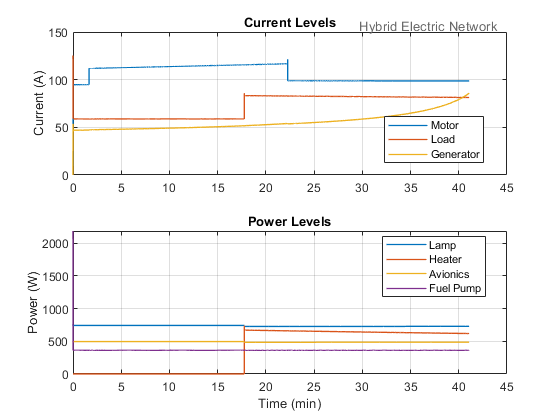 Hybrid Electric Network
Current Levels
150
100
50
0
Current (A)
0 5 10 15 20 25 30 35 40 45
Motor
Load
Generator
Power Levels
2000
1500
1000
500
0
Power (W)
Lamp
Heater
Avionics
Fuel Pump
0 5 10 15 20 25 30 35 40 45
Time (min)